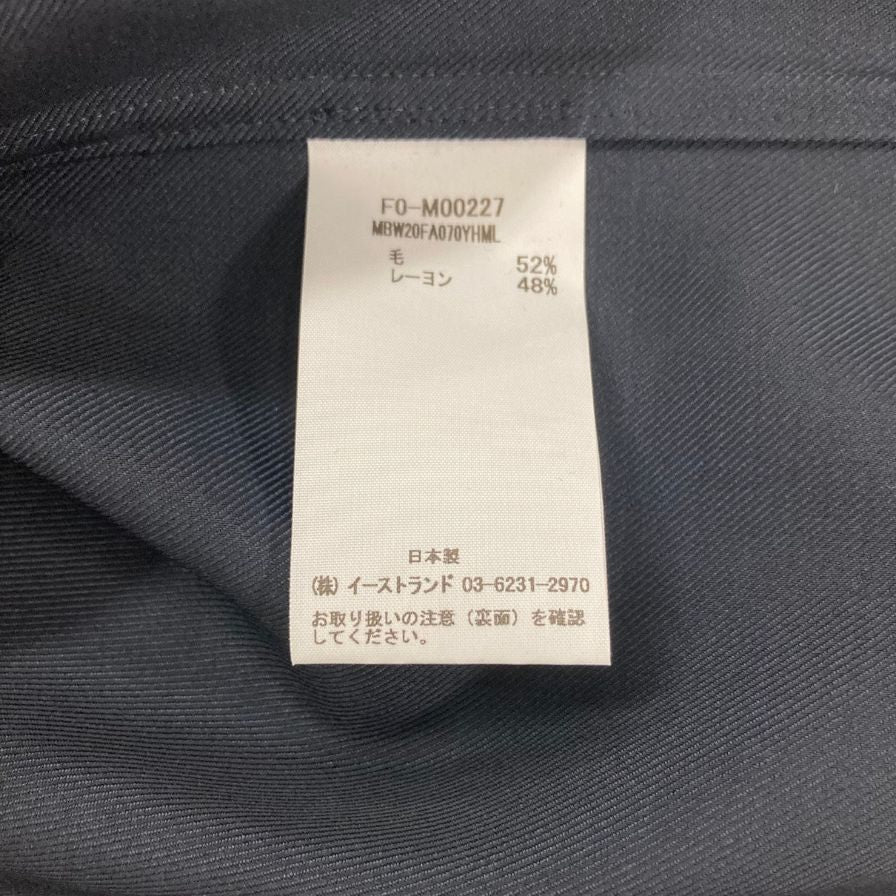 FO-M00227
MBW20FA070YHML
毛 52%
レーヨン 48%
日本製
(株) イーストランド 03-6231-2970
お取り扱いの注意（裏面）を確認
してください。